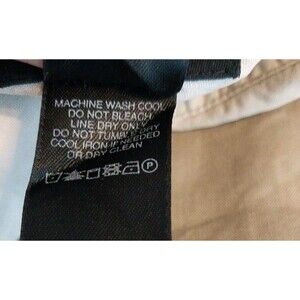 MACHINE WASH COOL
DO NOT BLEACH
LINE DRY ONLY
DO NOT TUMBLE DRY
COOL IRON IF NEEDED
OR DRY CLEAN
P